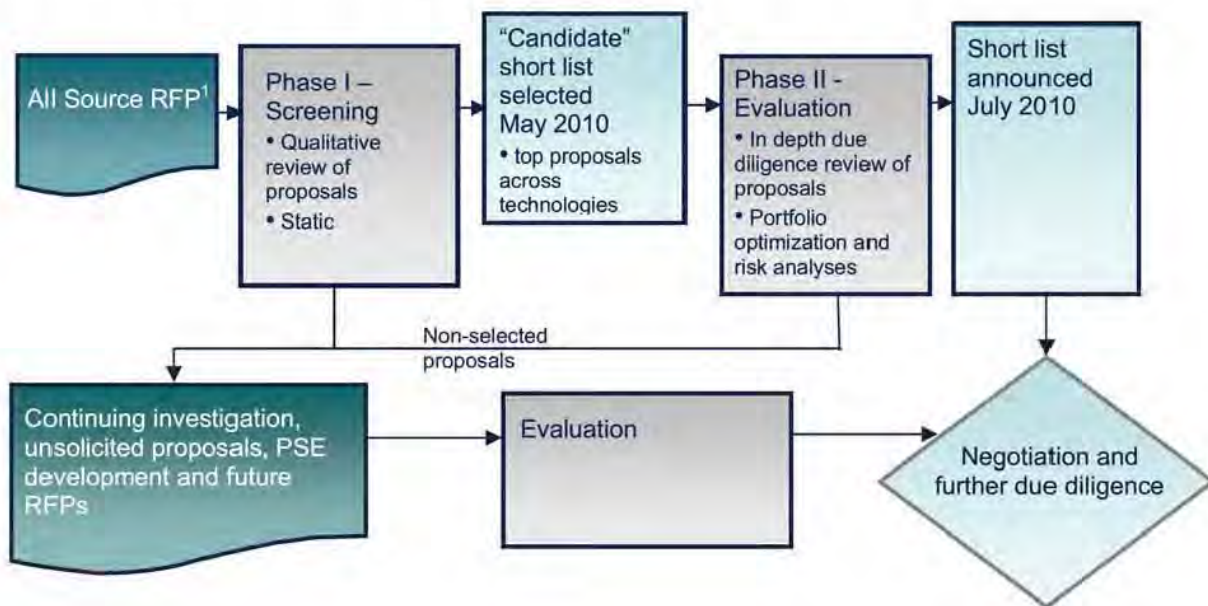 All Source RFP¹
Phase I –
Screening
• Qualitative
review of
proposals
• Static
“Candidate"
short list
selected
May 2010
• top proposals
across
technologies
Phase II -
Evaluation
• In depth due
diligence review of
proposals
• Portfolio
optimization and
risk analyses
Short list
announced
July 2010
Non-selected
proposals
Continuing investigation,
unsolicited proposals, PSE
development and future
RFPs
Evaluation
Negotiation and
further due diligence